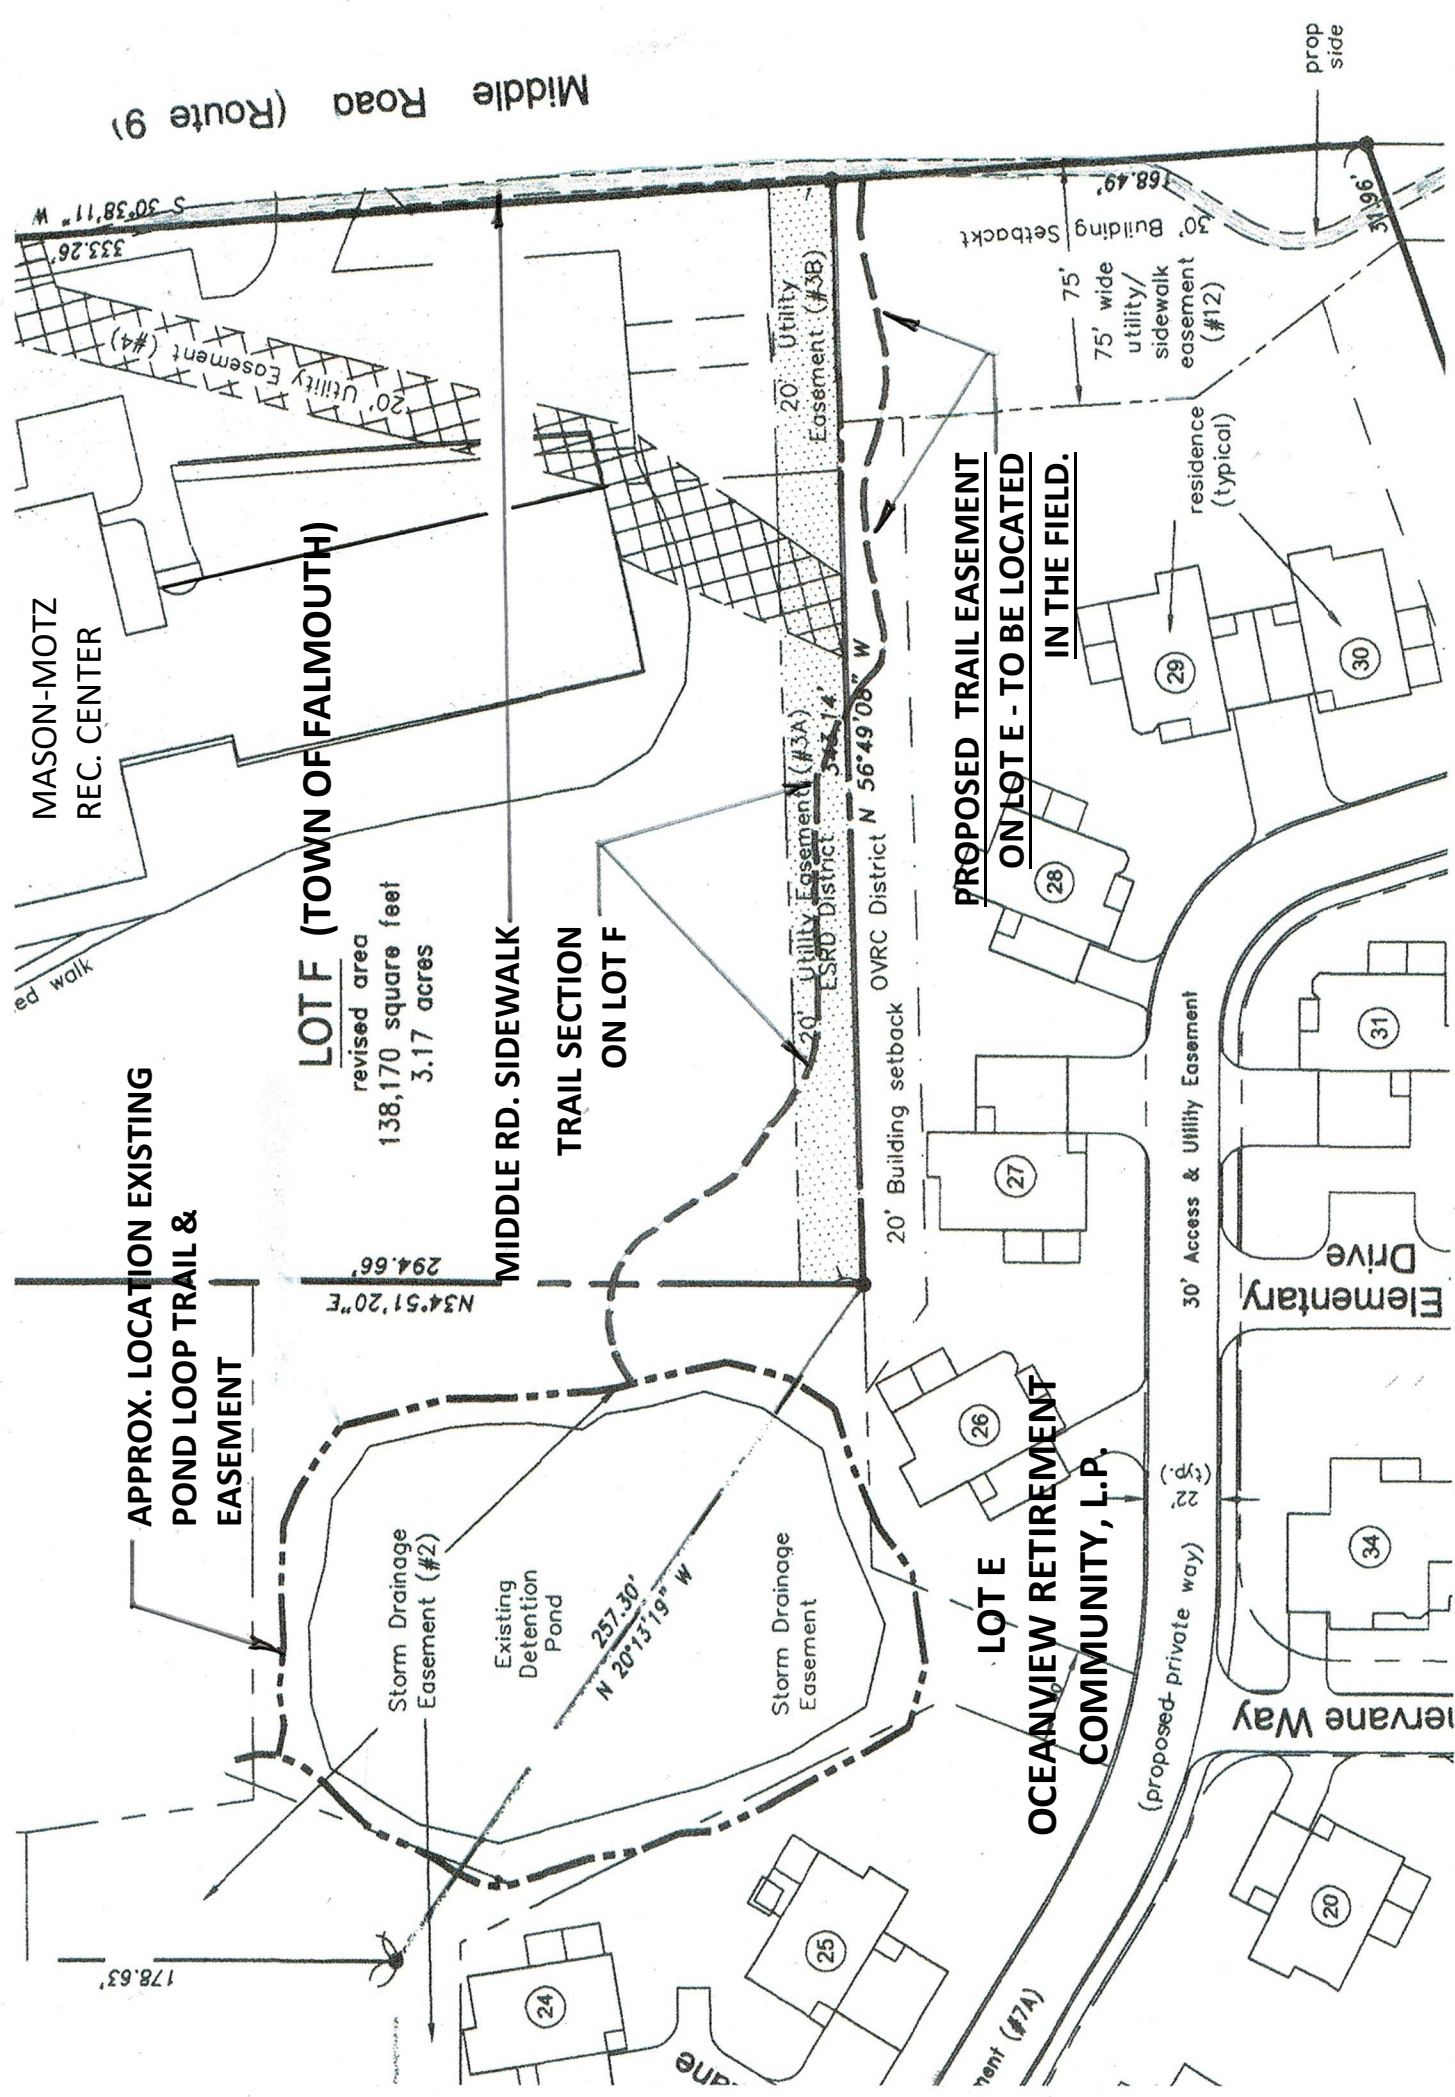 Middle Road (Route 9)
S 30°38'11" W
333.26'
168.49'
31.96'
prop
side
MASON-MOTZ
REC. CENTER
20' Utility Easement (#4)
LOT F (TOWN OF FALMOUTH)
revised area
138,170 square feet
3.17 acres
ed walk
20' Utility
Easement (#3B)
30' Building Setbackt
75'
75' wide
utility/
sidewalk
easement
(#12)
residence
(typical)
MIDDLE RD. SIDEWALK
TRAIL SECTION
ON LOT F
20' Utility Easement (#3A)
ESRD District
N 56°49'08" W
OVRC District
20' Building setback
PROPOSED TRAIL EASEMENT
ON LOT E - TO BE LOCATED
IN THE FIELD.
APPROX. LOCATION EXISTING
POND LOOP TRAIL &
EASEMENT
294.66'
N34°51'20"E
Storm Drainage
Easement (#2)
Existing
Detention
Pond
257.30'
N 20°13'19" W
Storm Drainage
Easement
178.63'
LOT E
OCEANVIEW RETIREMENT
COMMUNITY, L.P.
30' Access & Utility Easement
22'
(typ.)
(proposed-private way)
Elementary
Drive
nervane Way
ment (#7A)
ane
24
25
26
27
28
29
30
31
34
20